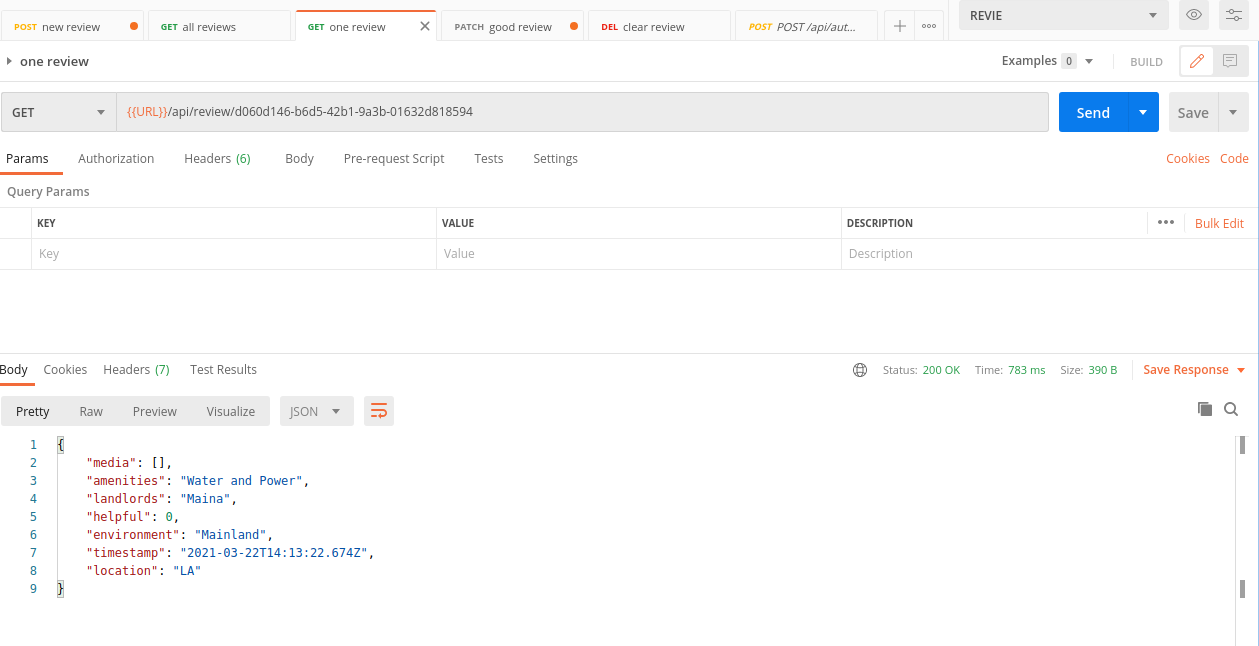 POST new review GET all reviews GET one review PATCH good review DEL clear review POST POST /api/aut... REVIE
one review Examples 0 BUILD
GET {{URL}}/api/review/d060d146-b6d5-42b1-9a3b-01632d818594 Send Save
Params Authorization Headers (6) Body Pre-request Script Tests Settings Cookies Code
Query Params
KEY VALUE DESCRIPTION Bulk Edit
Key Value Description
Body Cookies Headers (7) Test Results Status: 200 OK Time: 783 ms Size: 390 B Save Response
Pretty Raw Preview Visualize JSON
1 {
2 "media": [],
3 "amenities": "Water and Power",
4 "landlords": "Maina",
5 "helpful": 0,
6 "environment": "Mainland",
7 "timestamp": "2021-03-22T14:13:22.674Z",
8 "location": "LA"
9 }